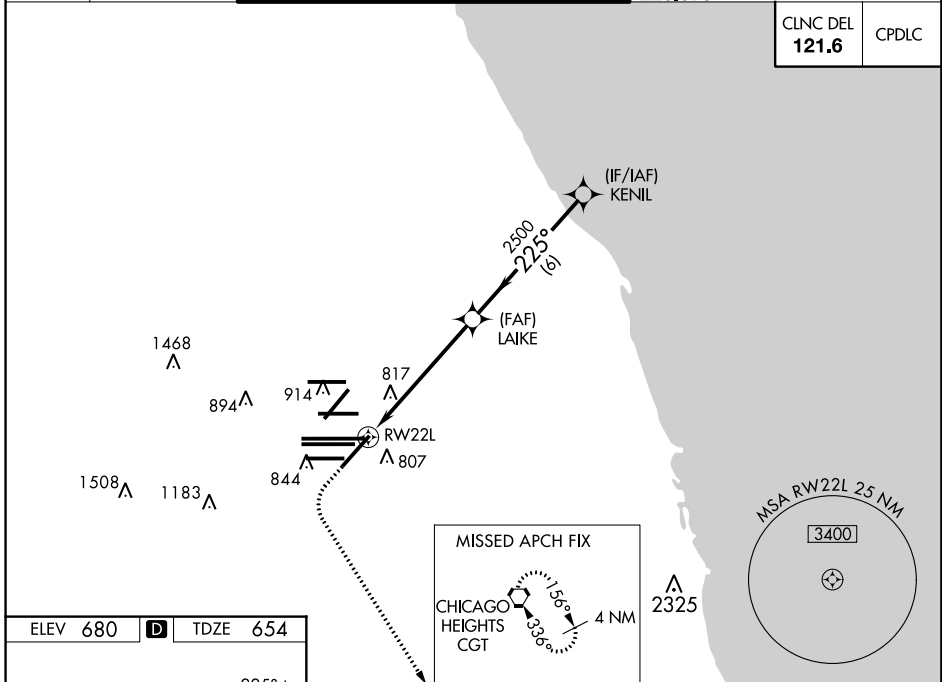 CLNC DEL
121.6
CPDLC
(IF/IAF)
KENIL
2500
225°
(6)
(FAF)
LAIKE
1468
894
914
817
RW22L
807
844
1508
1183
MSA RW22L 25 NM
3400
MISSED APCH FIX
CHICAGO
HEIGHTS
CGT
156°
336°
4 NM
2325
ELEV 680
D
TDZE 654